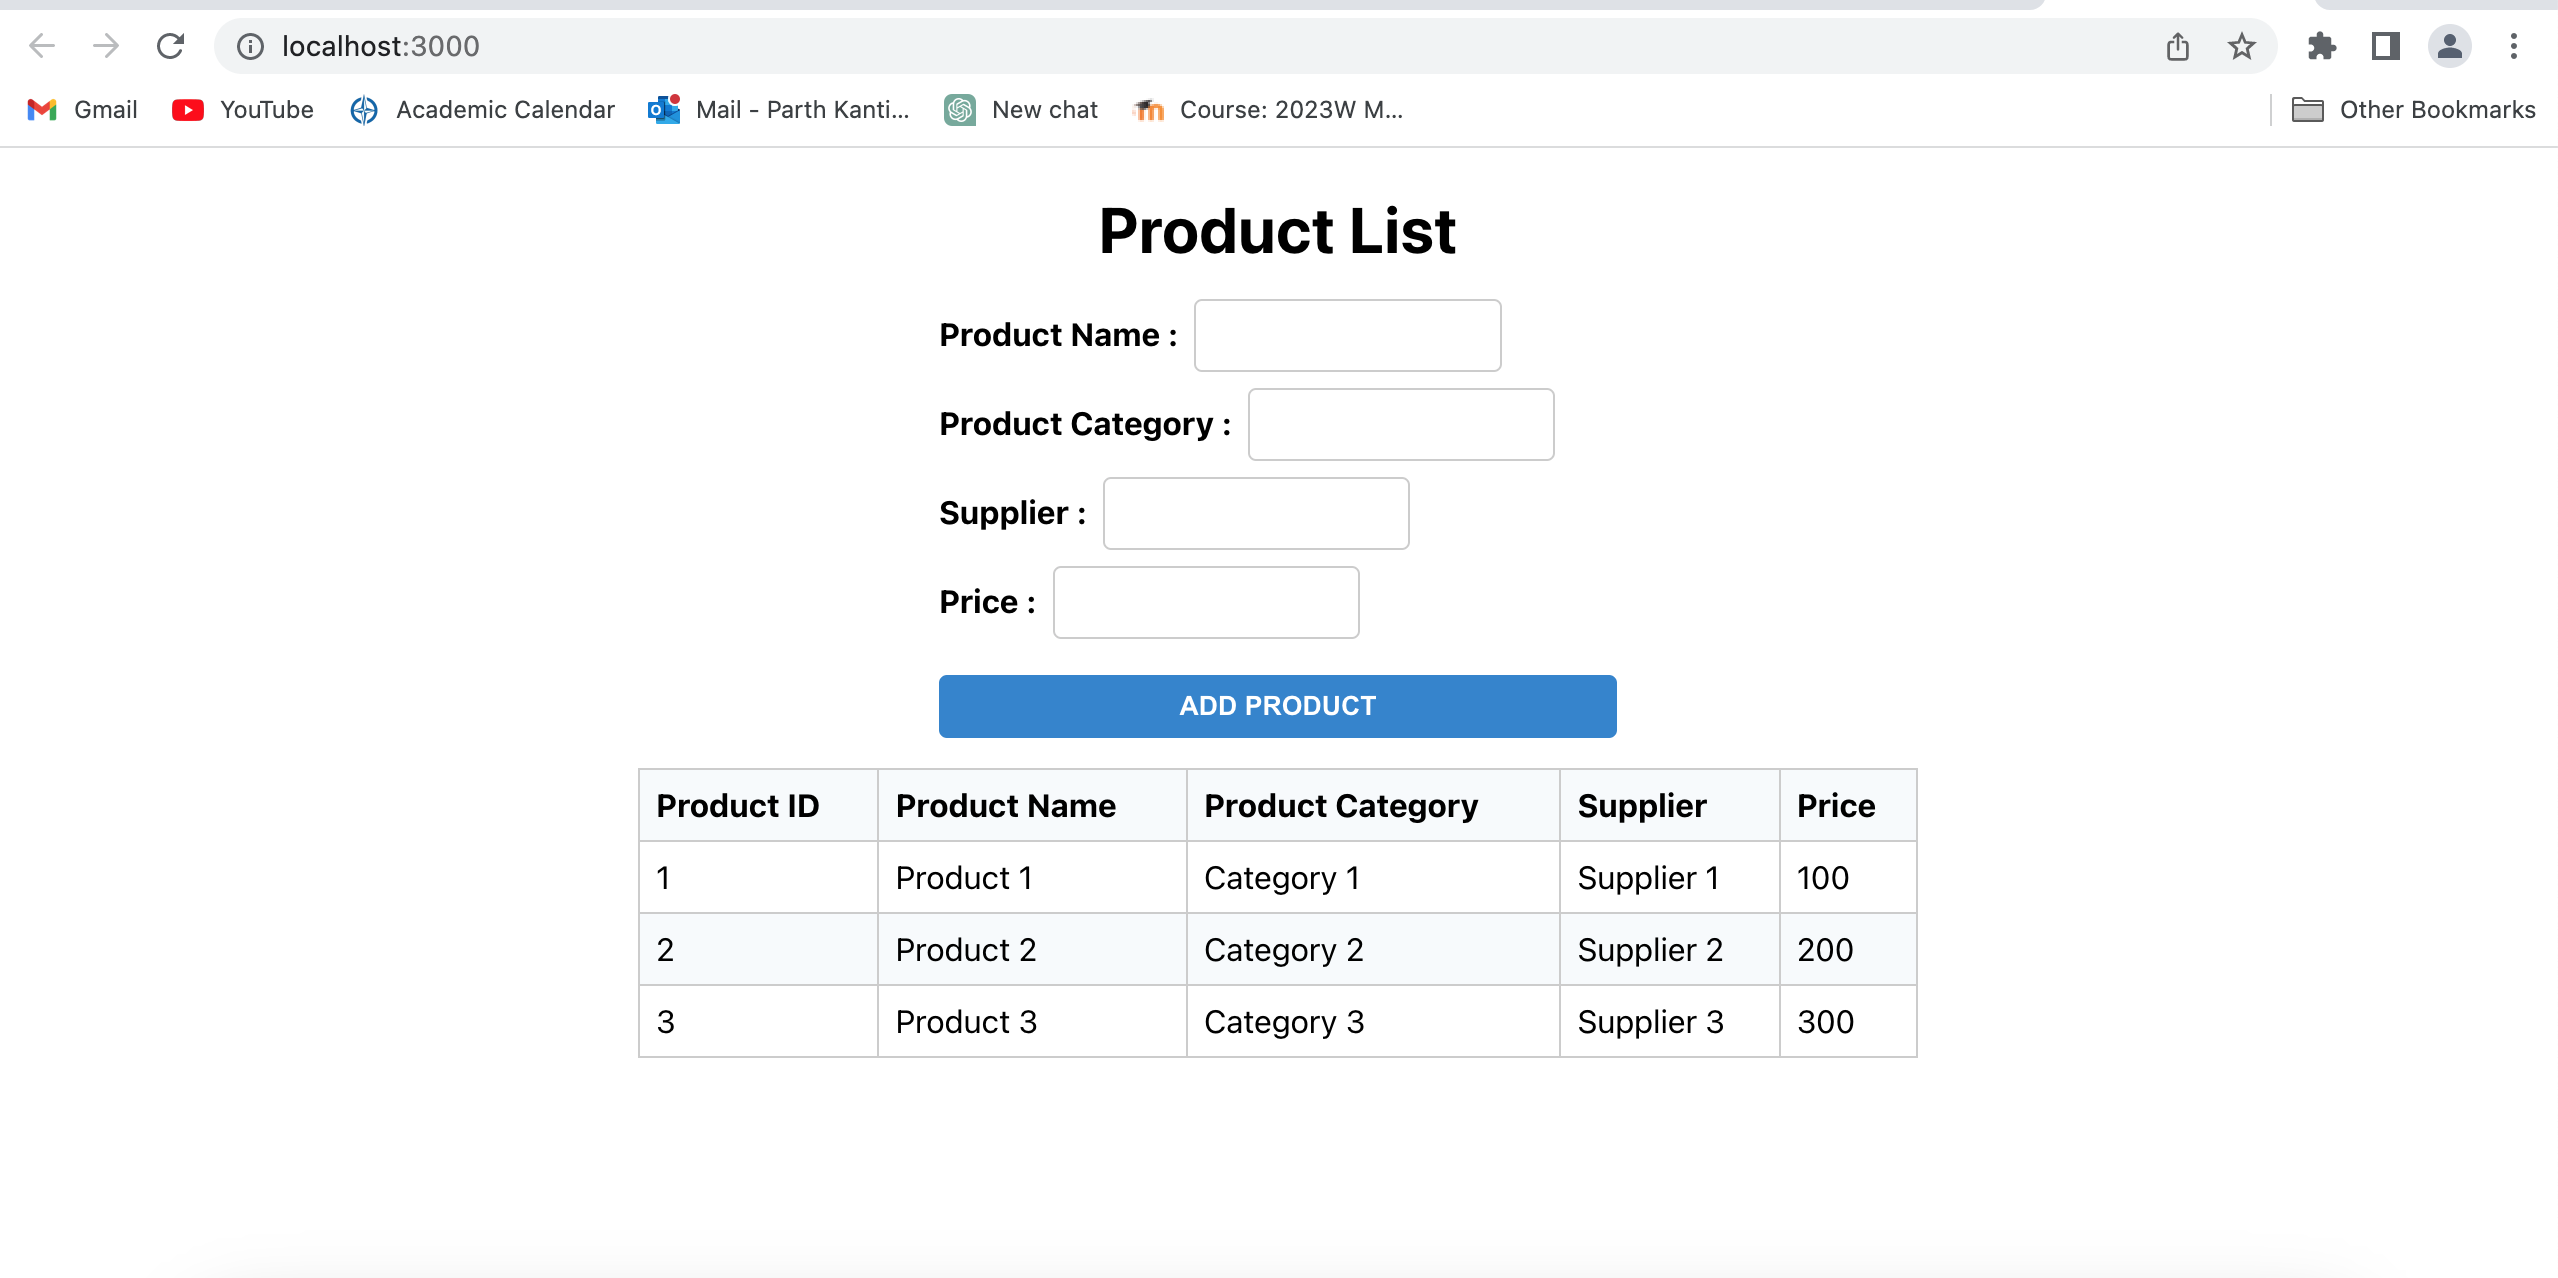 localhost:3000
Gmail YouTube Academic Calendar Mail - Parth Kanti... New chat Course: 2023W M... Other Bookmarks
Product List
Product Name :
Product Category :
Supplier :
Price :
ADD PRODUCT
Product ID Product Name Product Category Supplier Price
1 Product 1 Category 1 Supplier 1 100
2 Product 2 Category 2 Supplier 2 200
3 Product 3 Category 3 Supplier 3 300